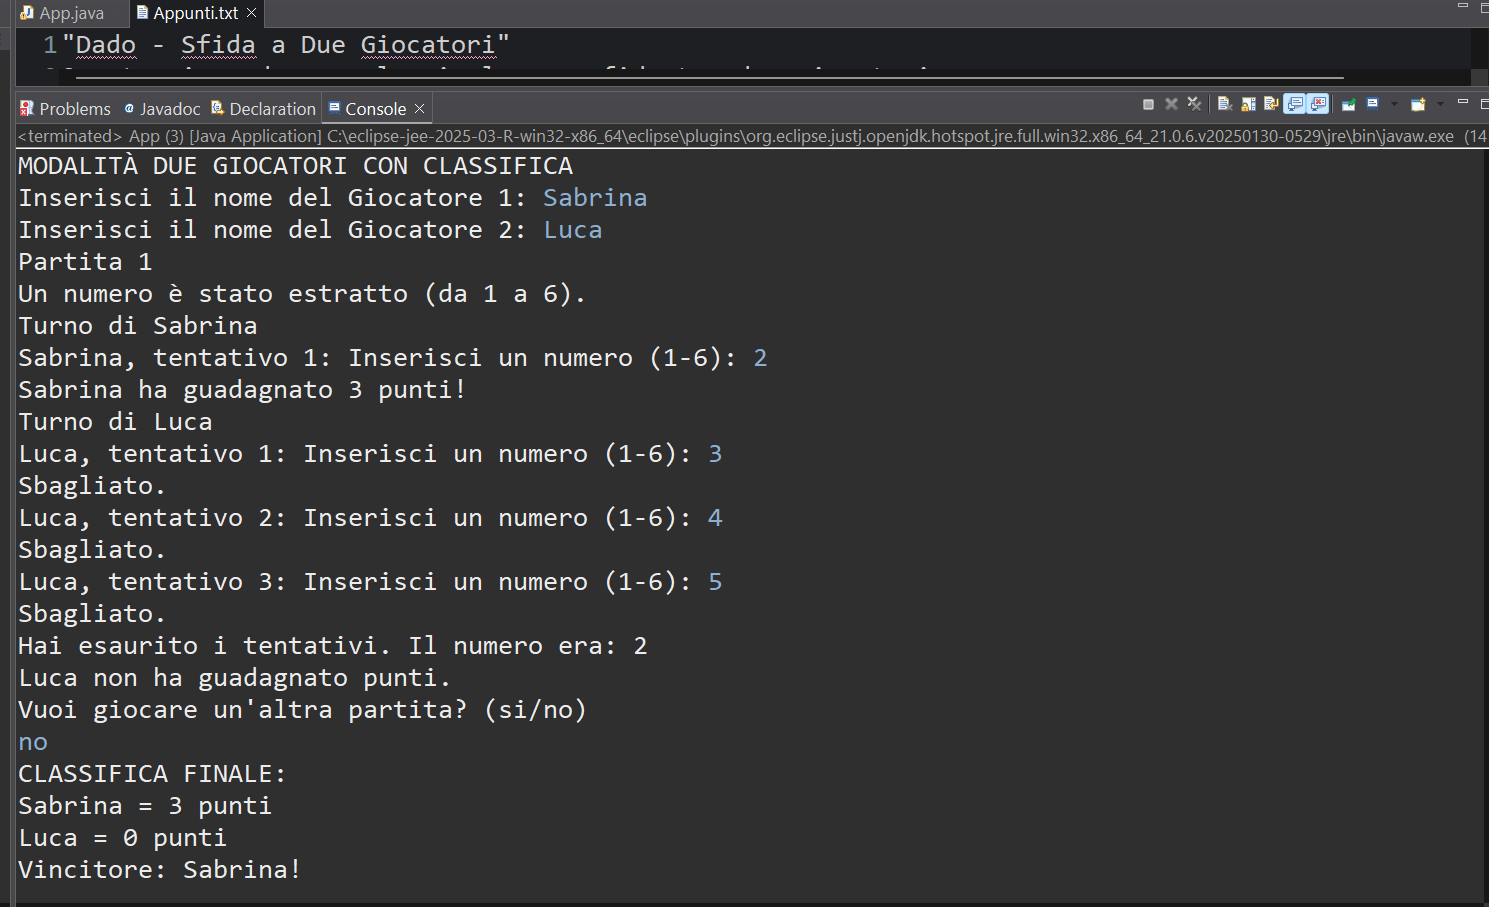 App.java Appunti.txt
1 "Dado - Sfida a Due Giocatori"
Problems Javadoc Declaration Console
<terminated> App (3) [Java Application] C:\eclipse-jee-2025-03-R-win32-x86_64\eclipse\plugins\org.eclipse.justj.openjdk.hotspot.jre.full.win32.x86_64_21.0.6.v20250130-0529\jre\bin\javaw.exe (14
MODALITÀ DUE GIOCATORI CON CLASSIFICA
Inserisci il nome del Giocatore 1: Sabrina
Inserisci il nome del Giocatore 2: Luca
Partita 1
Un numero è stato estratto (da 1 a 6).
Turno di Sabrina
Sabrina, tentativo 1: Inserisci un numero (1-6): 2
Sabrina ha guadagnato 3 punti!
Turno di Luca
Luca, tentativo 1: Inserisci un numero (1-6): 3
Sbagliato.
Luca, tentativo 2: Inserisci un numero (1-6): 4
Sbagliato.
Luca, tentativo 3: Inserisci un numero (1-6): 5
Sbagliato.
Hai esaurito i tentativi. Il numero era: 2
Luca non ha guadagnato punti.
Vuoi giocare un'altra partita? (si/no)
no
CLASSIFICA FINALE:
Sabrina = 3 punti
Luca = 0 punti
Vincitore: Sabrina!